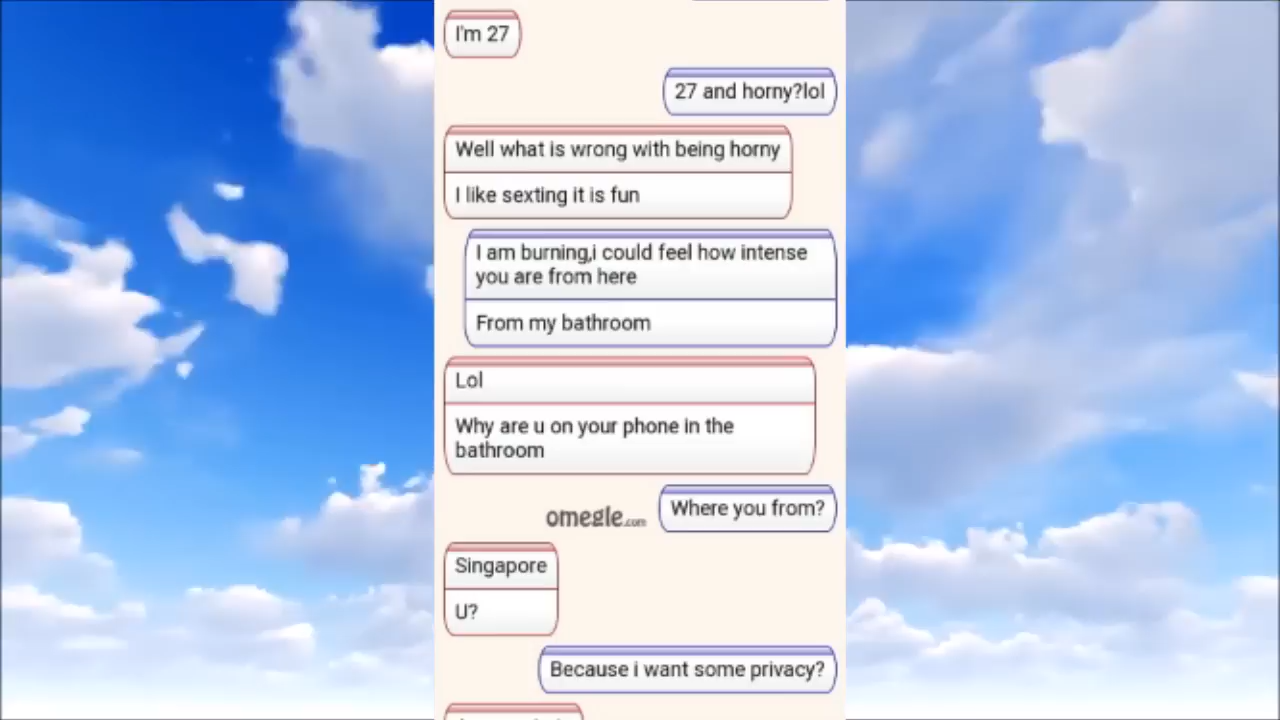 I'm 27
27 and horny?lol
Well what is wrong with being horny
I like sexting it is fun
I am burning,i could feel how intense
you are from here
From my bathroom
Lol
Why are u on your phone in the
bathroom
Where you from?
omegle.com
Singapore
U?
Because i want some privacy?